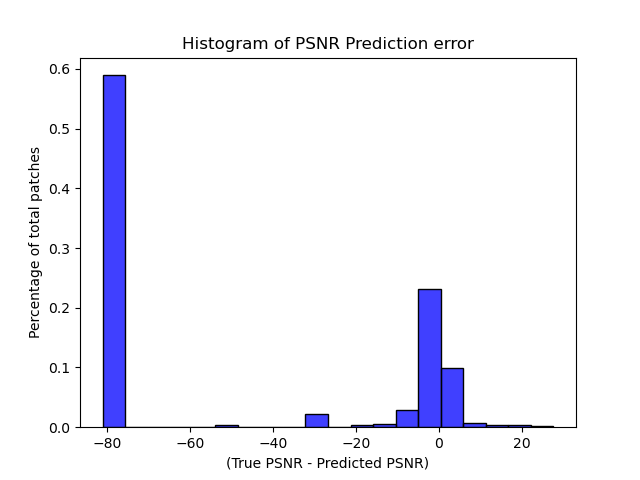 Histogram of PSNR Prediction error
0.6
0.5
0.4
0.3
0.2
0.1
0.0
Percentage of total patches
−80 −60 −40 −20 0 20
(True PSNR - Predicted PSNR)